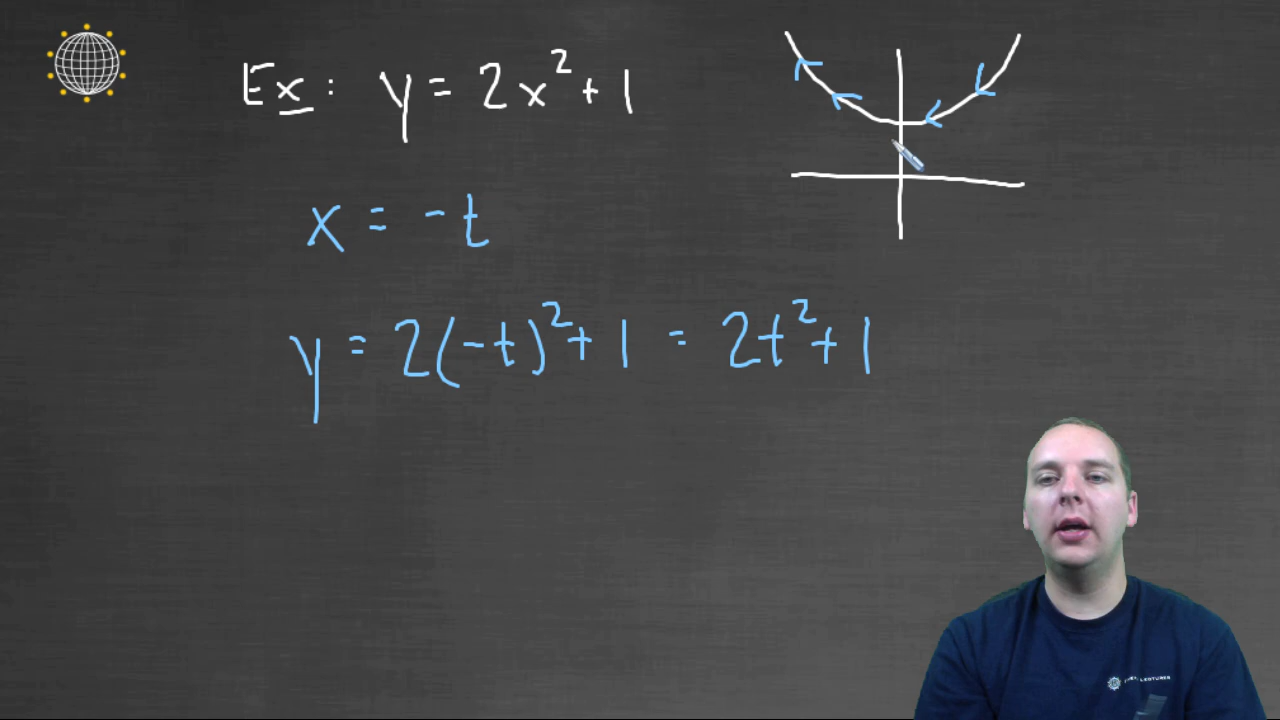 Ex: y = 2x² + 1
x = -t
y = 2(-t)² + 1 = 2t² + 1